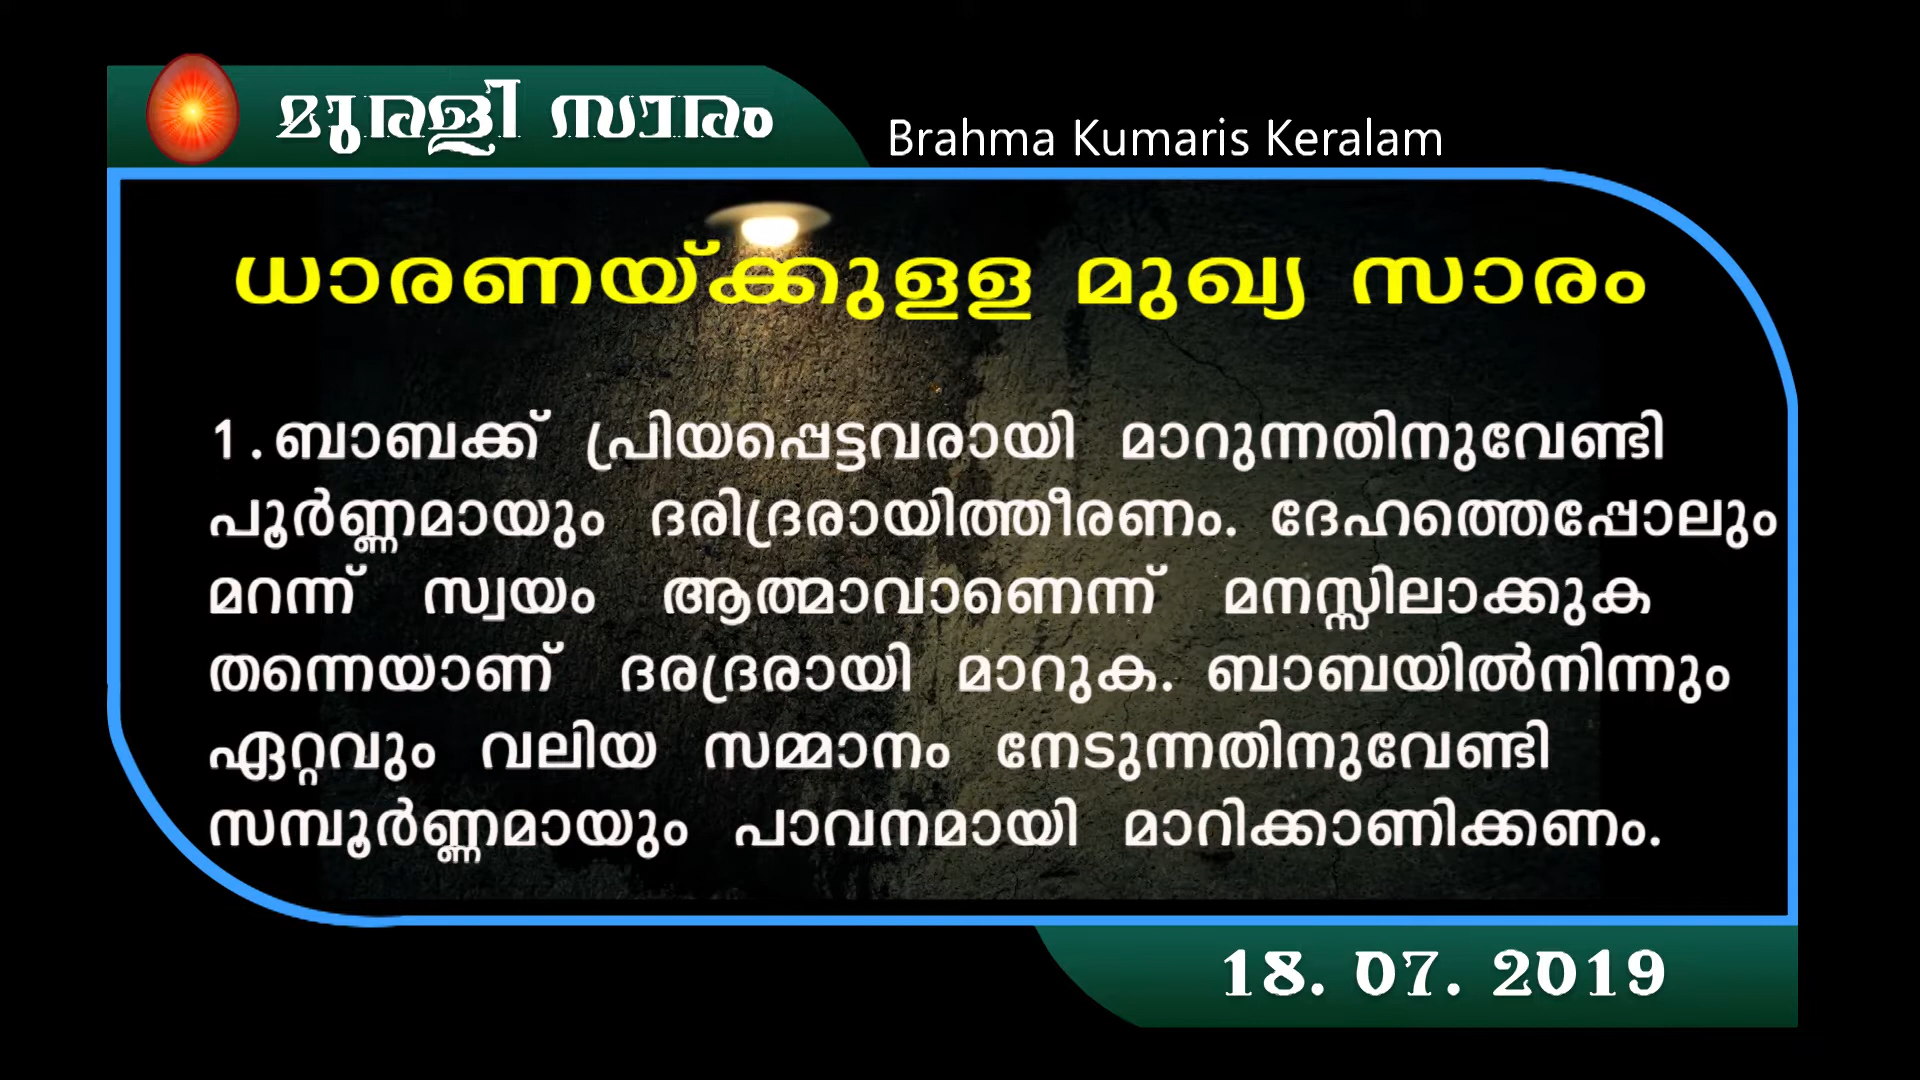 മുരളി സാരം
Brahma Kumaris Keralam
ധാരണയ്ക്കുളള മുഖ്യ സാരം
1.ബാബക്ക് പ്രിയപ്പെട്ടവരായി മാറുന്നതിനുവേണ്ടി
പൂർണ്ണമായും ദരിദ്രരായിത്തീരണം. ദേഹത്തെപ്പോലും
മറന്ന് സ്വയം ആത്മാവാണെന്ന് മനസ്സിലാക്കുക
തന്നെയാണ് ദരദ്രരായി മാറുക. ബാബയിൽനിന്നും
ഏറ്റവും വലിയ സമ്മാനം നേടുന്നതിനുവേണ്ടി
സമ്പൂർണ്ണമായും പാവനമായി മാറിക്കാണിക്കണം.
18. 07. 2019